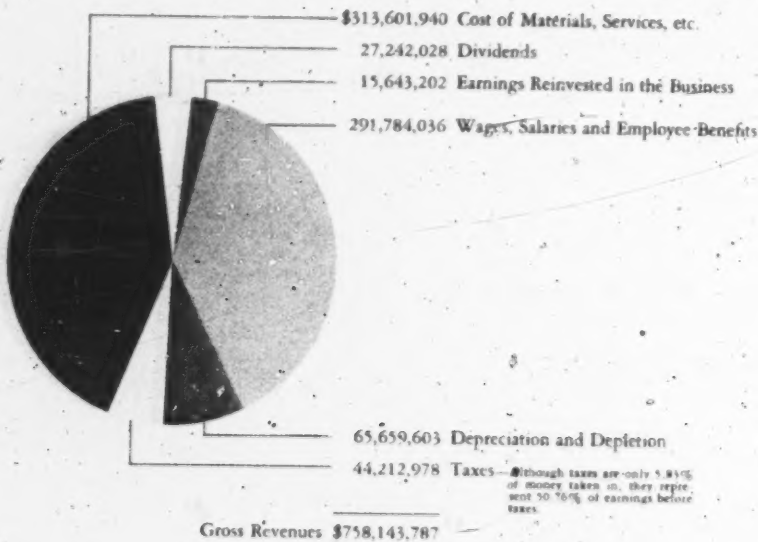 $313,601,940 Cost of Materials, Services, etc.
27,242,028 Dividends
15,643,202 Earnings Reinvested in the Business
291,784,036 Wages, Salaries and Employee Benefits
65,659,603 Depreciation and Depletion
44,212,978 Taxes—Although taxes are only 5.83%
of money taken in, they repre
sent 50.76% of earnings before
taxes.
Gross Revenues $758,143,787